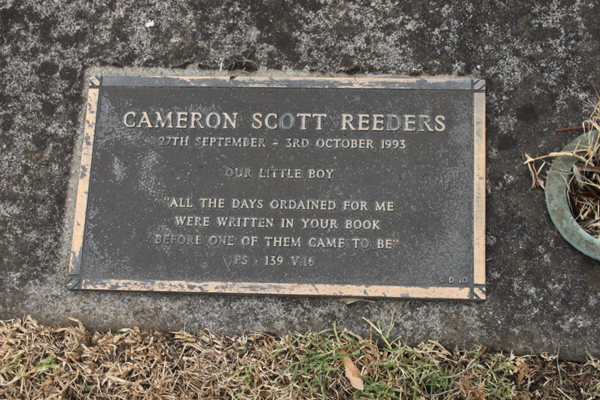 CAMERON SCOTT REEDERS
27TH SEPTEMBER - 3RD OCTOBER 1993
OUR LITTLE BOY
"ALL THE DAYS ORDAINED FOR ME
WERE WRITTEN IN YOUR BOOK
BEFORE ONE OF THEM CAME TO BE"
PS . 139 V.16
C D 10